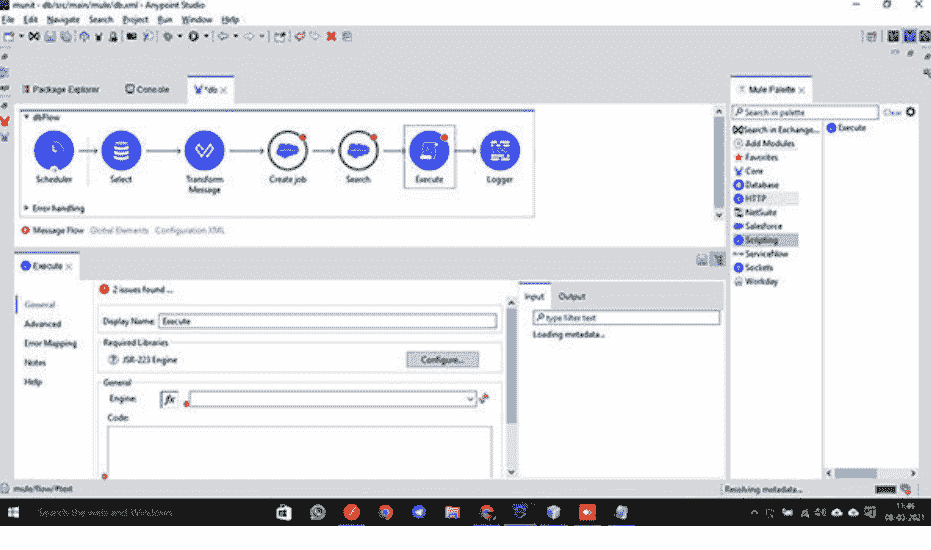 munit - db/src/main/mule/db.xml - Anypoint Studio
File Edit Navigate Search Project Run Window Help
Package Explorer Console *db
dbFlow
Scheduler Select Transform Message Create job Search Execute Logger
Error handling
Message Flow Global Elements Configuration XML
Mule Palette
Search in palette Clear
Search in Exchange...
Add Modules
Favorites
Core
Database
HTTP
NetSuite
Salesforce
Scripting
ServiceNow
Sockets
Workday
Execute
Execute
General
Advanced
Error Mapping
Notes
Help
2 issues found ...
Display Name: Execute
Required Libraries
JSR-223 Engine Configure...
General
Engine: fx
Code:
Input Output
type filter text
Loading metadata...
mule/flow/#text Resolving metadata...
Search the web and Windows
11:46
08-03-2021